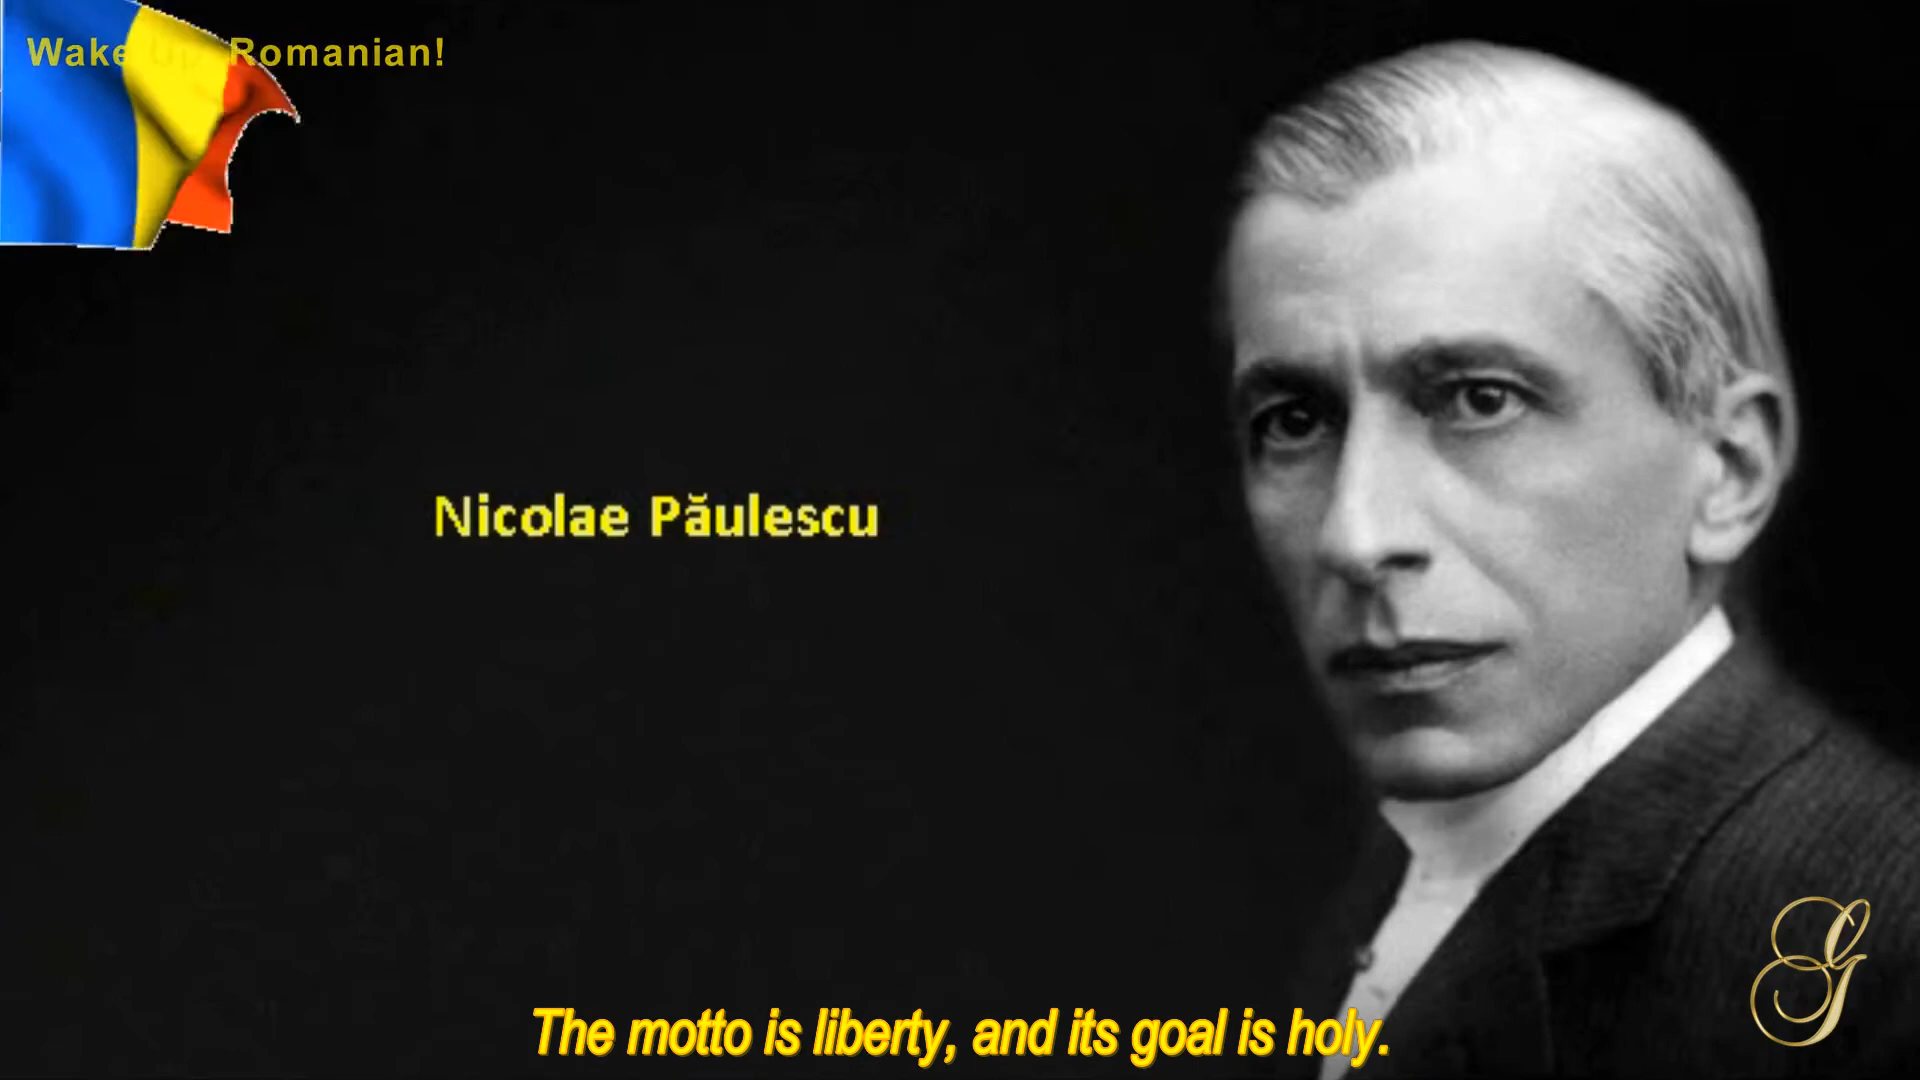 Wake Up, Romanian!
Nicolae Păulescu
The motto is liberty, and its goal is holy.
G